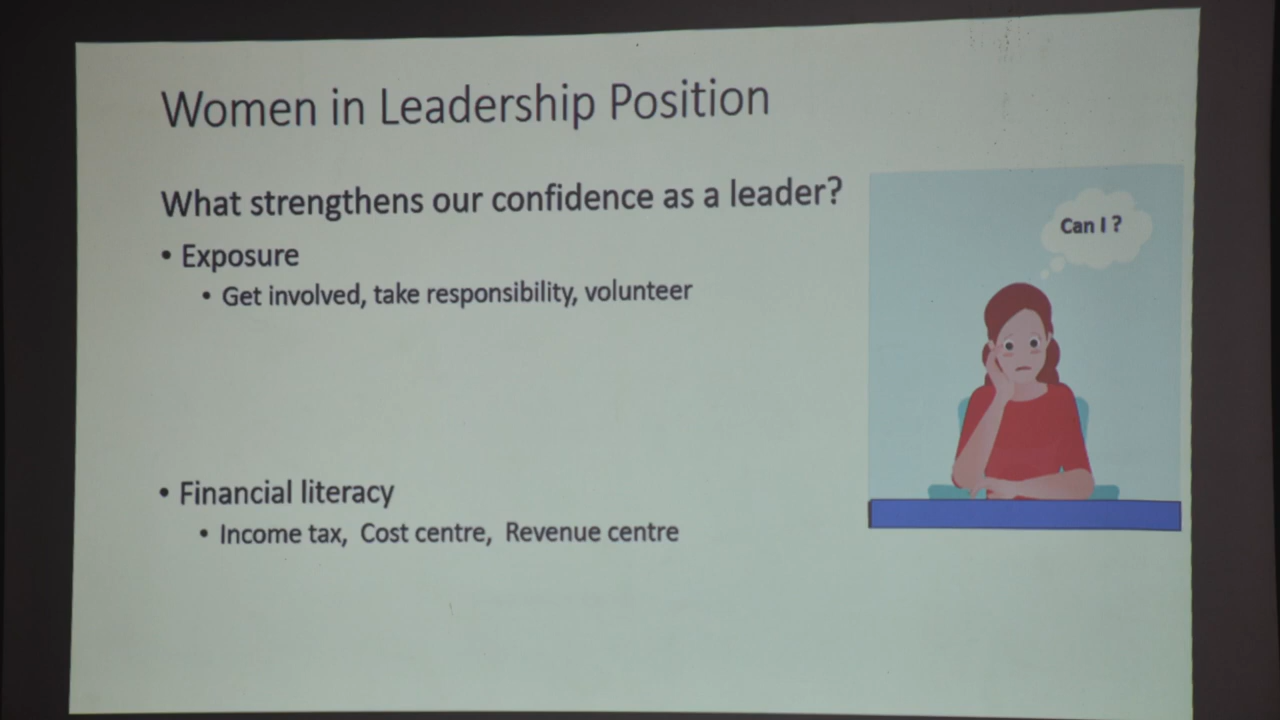 Women in Leadership Position
What strengthens our confidence as a leader?
• Exposure
• Get involved, take responsibility, volunteer
• Financial literacy
• Income tax, Cost centre, Revenue centre
Can I ?